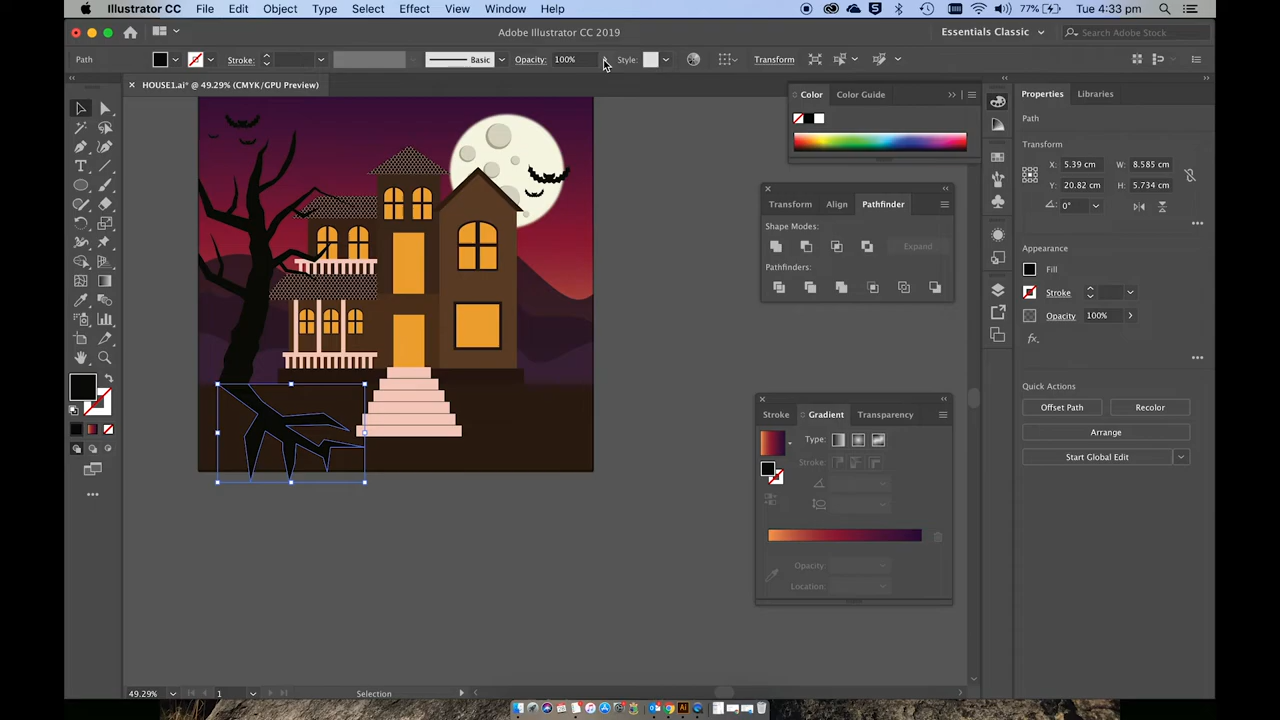 Illustrator CC File Edit Object Type Select Effect View Window Help
77% Tue 4:33 pm
Adobe Illustrator CC 2019
Essentials Classic
Search Adobe Stock
Path Stroke: Basic Opacity: 100% Style: Transform
× HOUSE1.ai* @ 49.29% (CMYK/GPU Preview)
Color Color Guide
Properties Libraries
Path
Transform
X: 5.39 cm W: 8.585 cm
Y: 20.82 cm H: 5.734 cm
0°
Transform Align Pathfinder
Shape Modes:
Expand
Pathfinders:
Appearance
Fill
Stroke
Opacity 100%
fx.
Quick Actions
Offset Path Recolor
Arrange
Start Global Edit
Stroke Gradient Transparency
Type:
Stroke:
Opacity:
Location:
49.29% 1 Selection